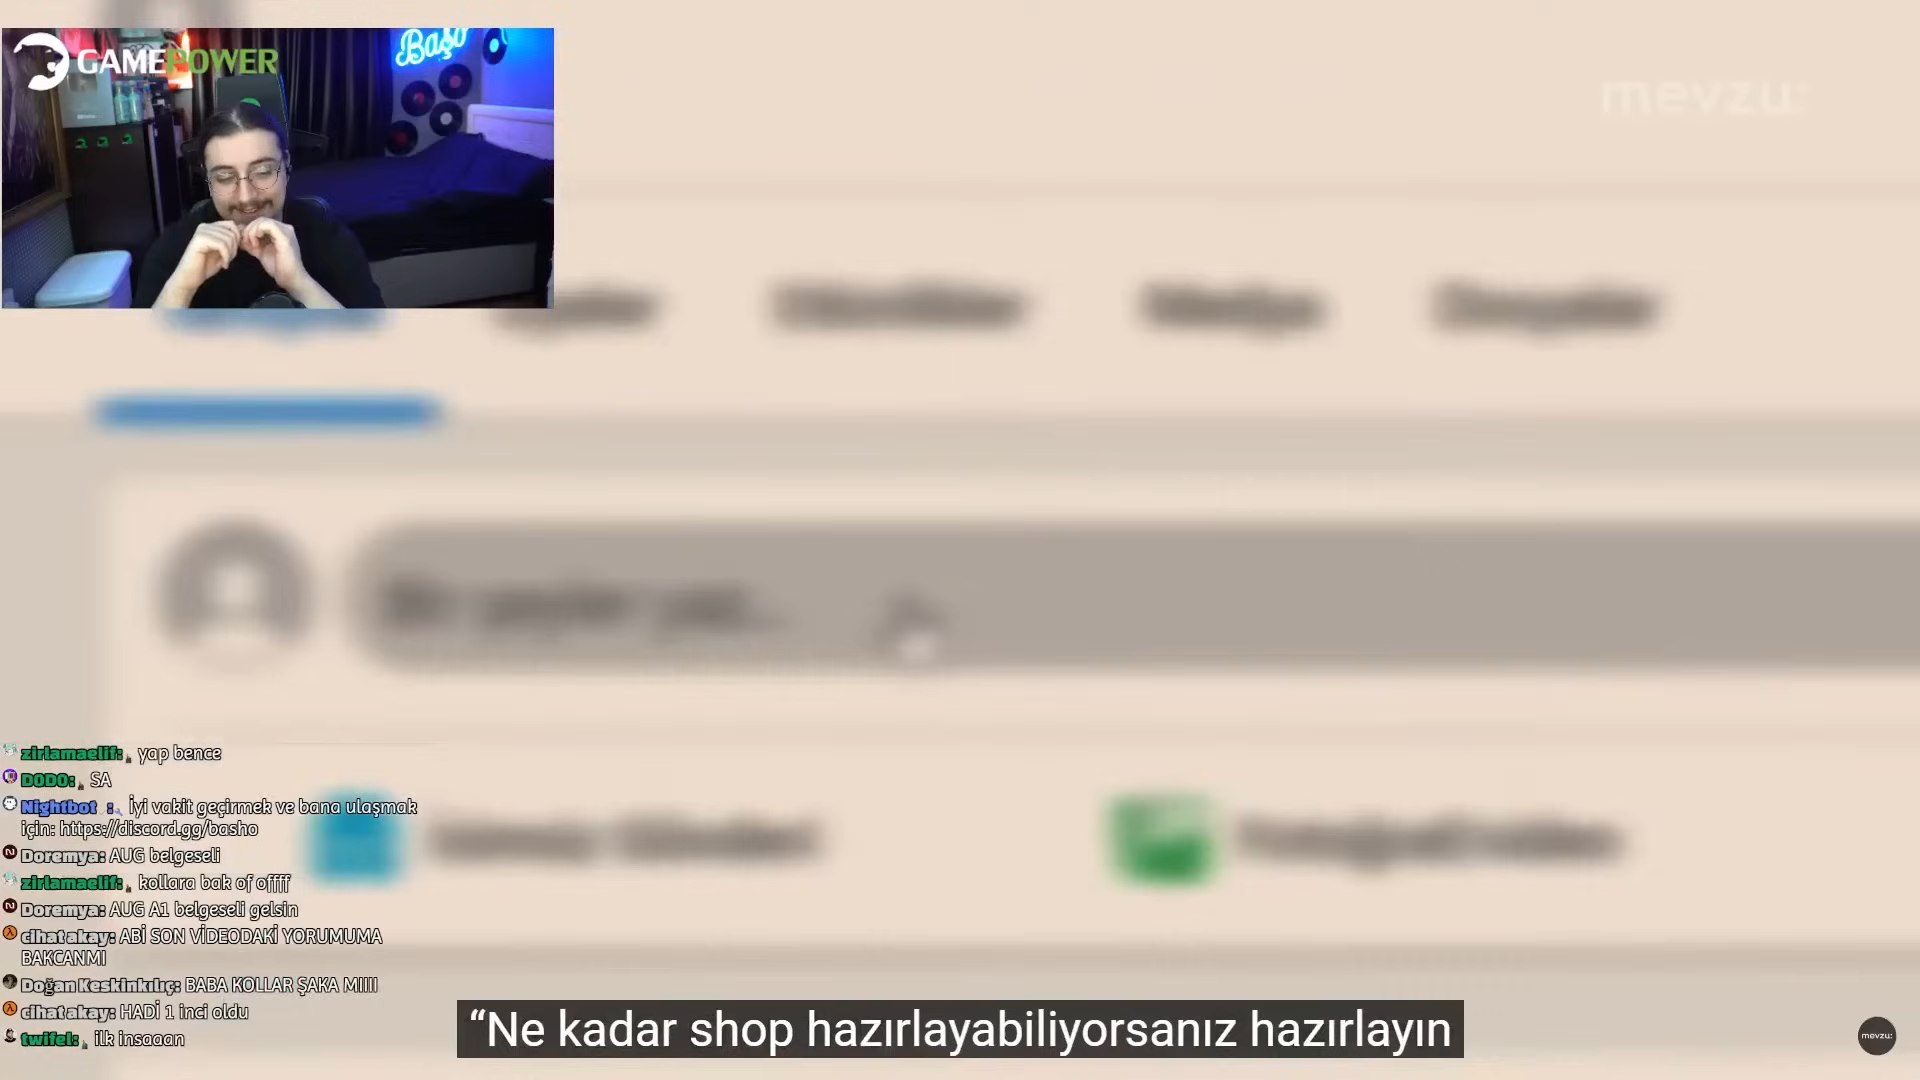 GAMEPOWER
Başo
mevzu:
zirlamaelif: yap bence
DODO: SA
Nightbot : İyi vakit geçirmek ve bana ulaşmak
için: https://discord.gg/basho
Doremya: AUG belgeseli
zirlamaelif: kollara bak of offff
Doremya: AUG A1 belgeseli gelsin
cihat akay: ABİ SON VİDEODAKİ YORUMUMA
BAKCANMI
Doğan Keskinkılıç: BABA KOLLAR ŞAKA MIIII
cihat akay: HADİ 1 inci oldu
twifel: ilk insaaan
“Ne kadar shop hazırlayabiliyorsanız hazırlayın
mevzu: